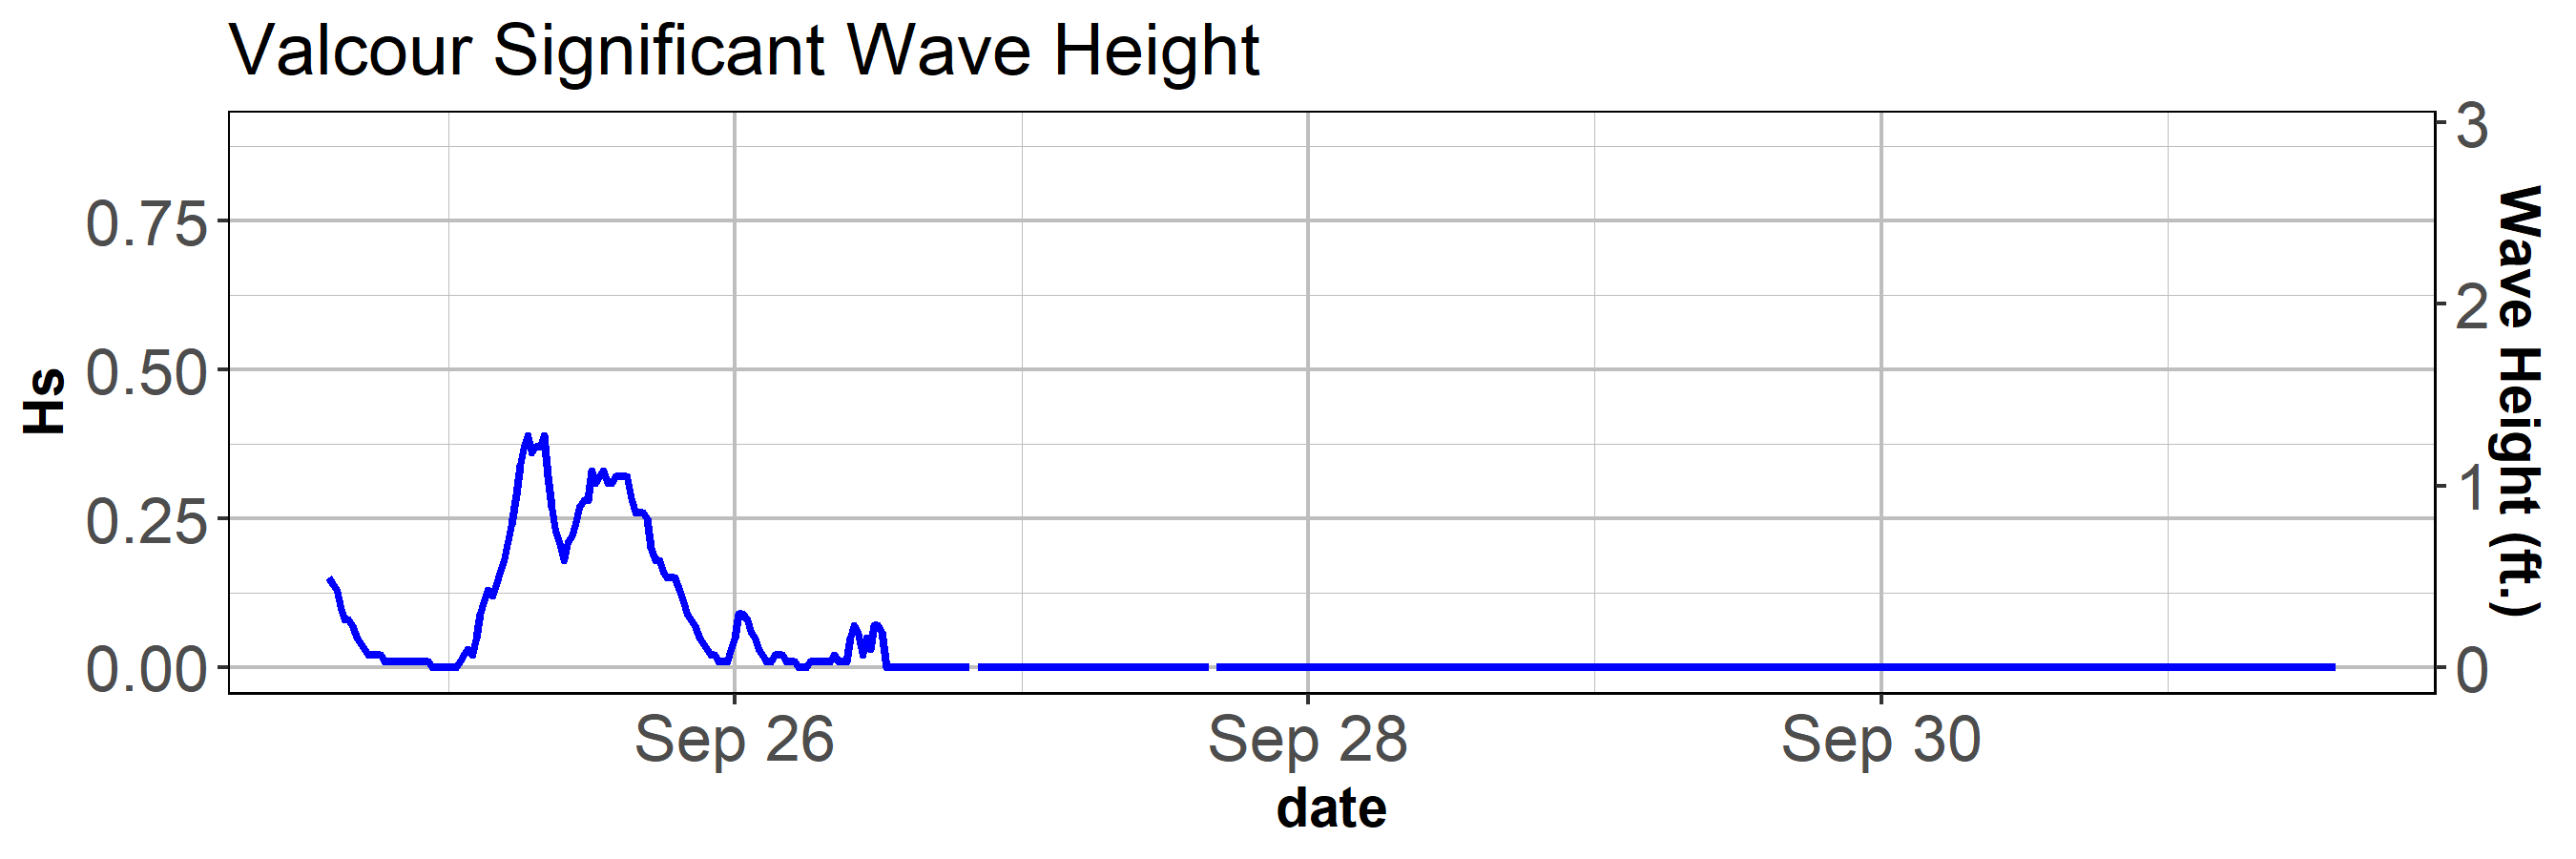 Valcour Significant Wave Height
Hs
0.75
0.50
0.25
0.00
3
2
1
0
Wave Height (ft.)
Sep 26
Sep 28
Sep 30
date